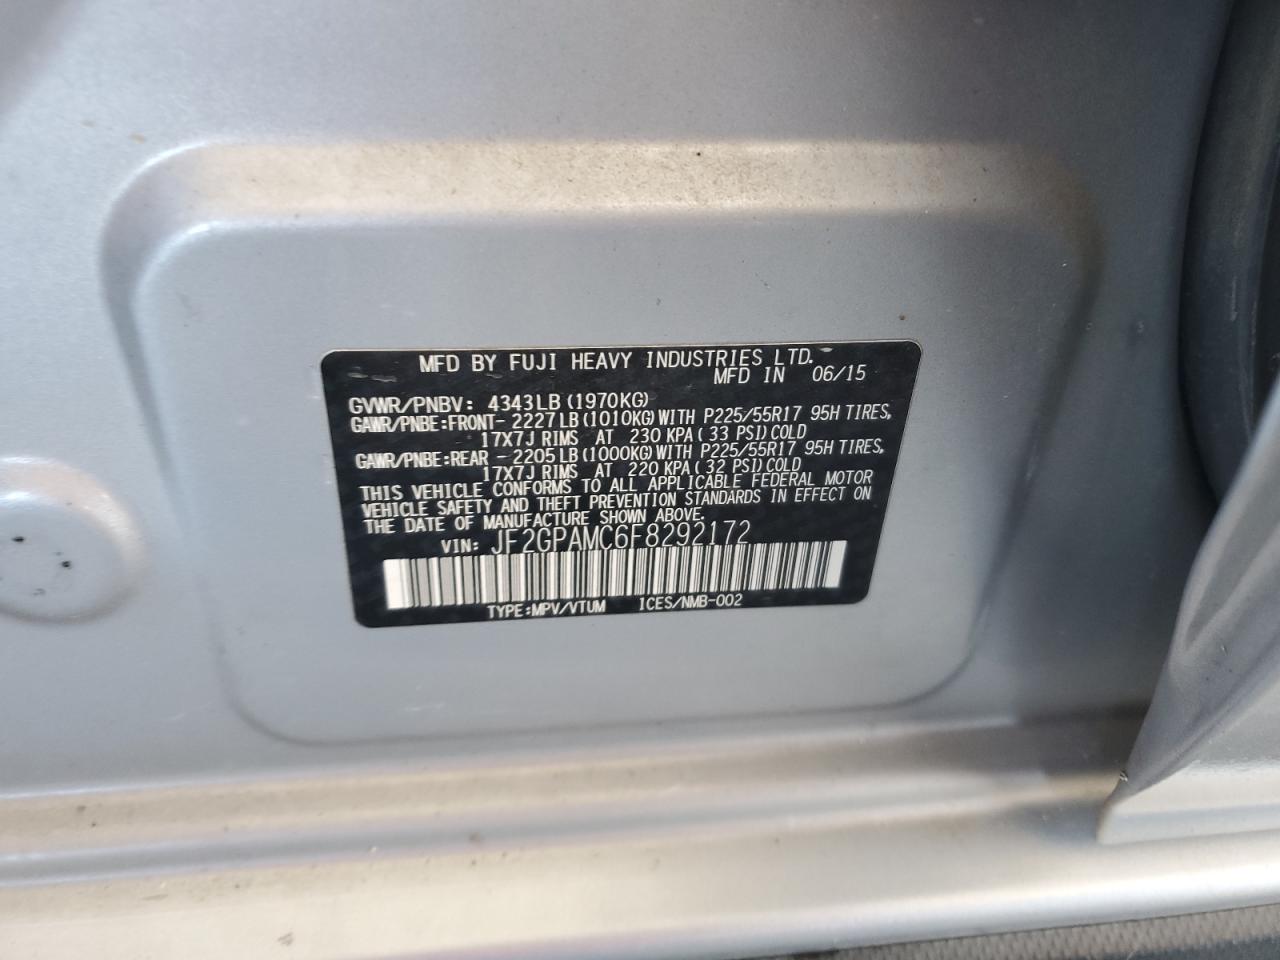 MFD BY FUJI HEAVY INDUSTRIES LTD.
MFD IN 06/15
GVWR/PNBV: 4343LB(1970KG)
GAWR/PNBE:FRONT- 2227LB(1010KG)WITH P225/55R17 95H TIRES,
17X7J RIMS AT 230 KPA(33 PSI)COLD
GAWR/PNBE:REAR - 2205LB(1000KG)WITH P225/55R17 95H TIRES,
17X7J RIMS AT 220 KPA(32 PSI)COLD
THIS VEHICLE CONFORMS TO ALL APPLICABLE FEDERAL MOTOR
VEHICLE SAFETY AND THEFT PREVENTION STANDARDS IN EFFECT ON
THE DATE OF MANUFACTURE SHOWN ABOVE.
VIN: JF2GPAMC6F8292172
TYPE:MPV/VTUM 1CES/NMB-002